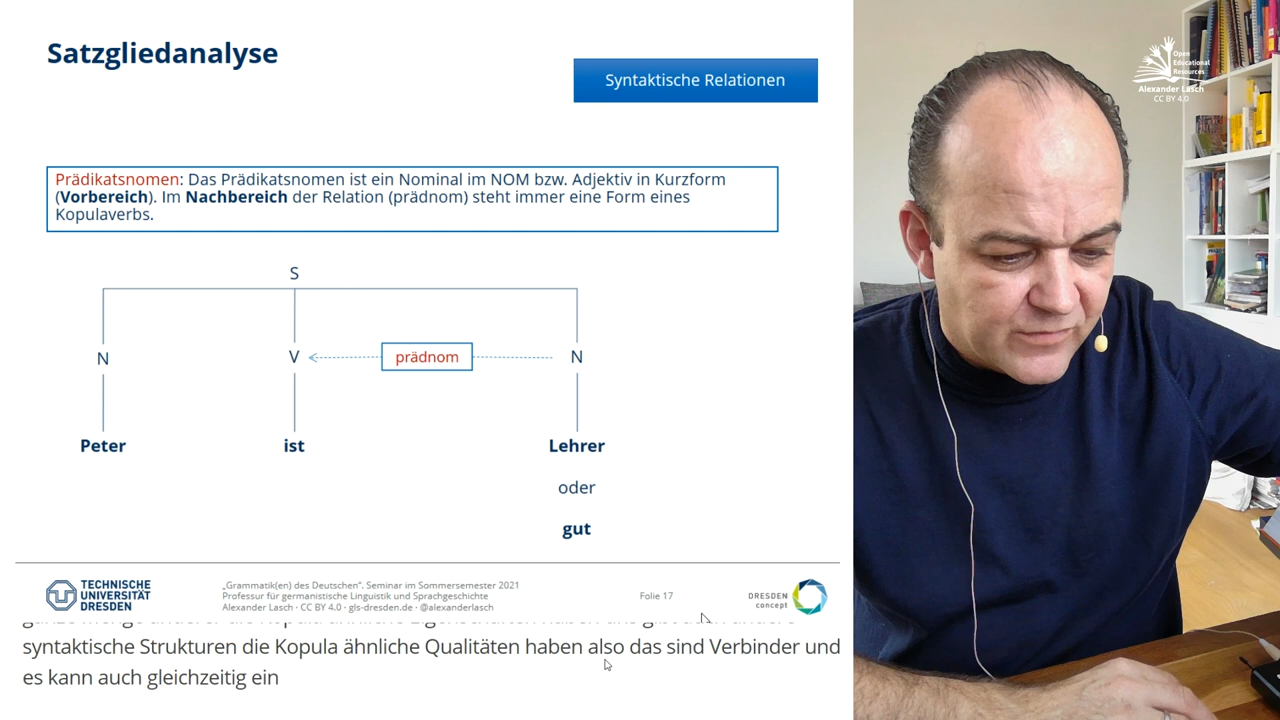 Satzgliedanalyse
Syntaktische Relationen
Open
Educational
Resources
Alexander Lasch
CC BY 4.0
Prädikatsnomen: Das Prädikatsnomen ist ein Nominal im NOM bzw. Adjektiv in Kurzform
(Vorbereich). Im Nachbereich der Relation (prädnom) steht immer eine Form eines
Kopulaverbs.
S
N V prädnom N
Peter ist Lehrer
oder
gut
TECHNISCHE
UNIVERSITÄT
DRESDEN
„Grammatik(en) des Deutschen“. Seminar im Sommersemester 2021
Professur für germanistische Linguistik und Sprachgeschichte
Alexander Lasch · CC BY 4.0 · gls-dresden.de · @alexanderlasch
Folie 17
DRESDEN
concept
syntaktische Strukturen die Kopula ähnliche Qualitäten haben also das sind Verbinder und
es kann auch gleichzeitig ein